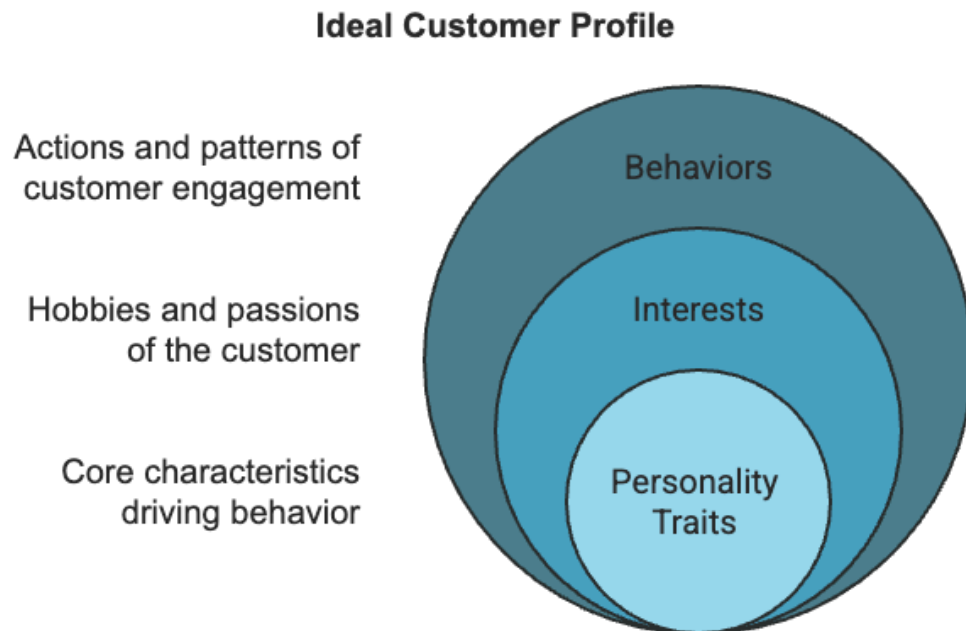 Ideal Customer Profile
Actions and patterns of
customer engagement
Behaviors
Hobbies and passions
of the customer
Interests
Core characteristics
driving behavior
Personality
Traits